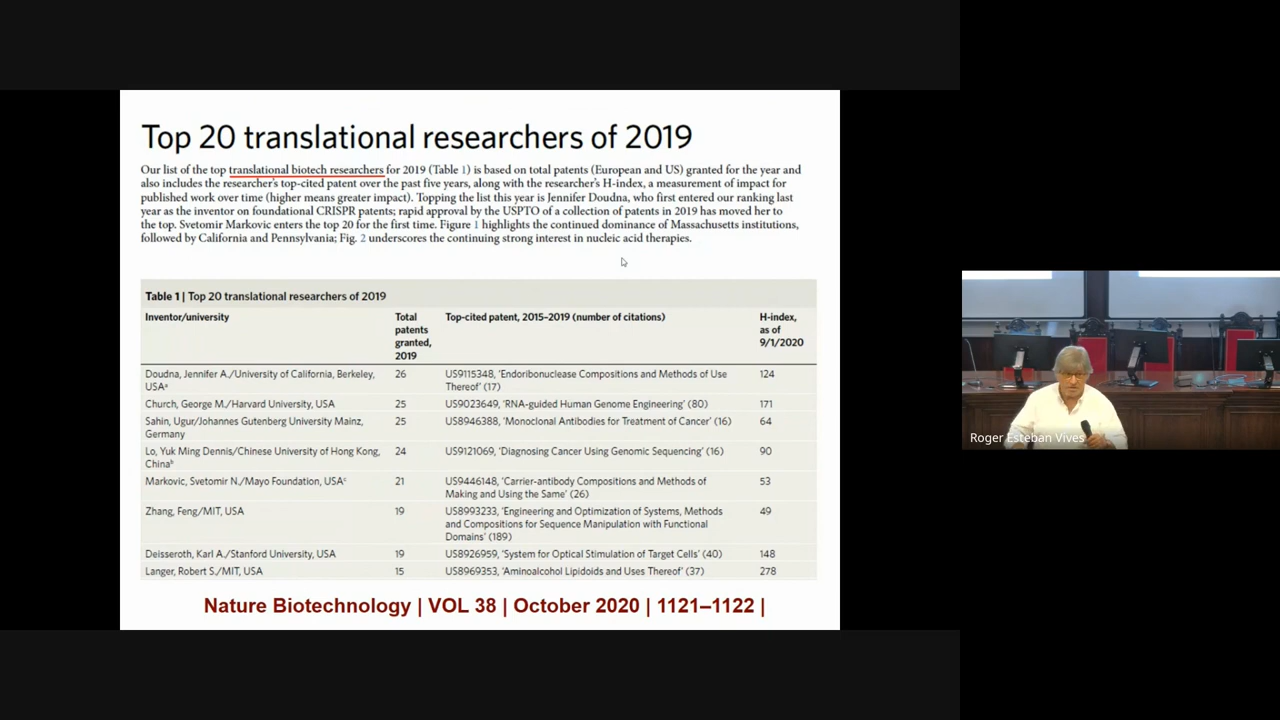 Top 20 translational researchers of 2019
Our list of the top translational biotech researchers for 2019 (Table 1) is based on total patents (European and US) granted for the year and
also includes the researcher's top-cited patent over the past five years, along with the researcher's H-index, a measurement of impact for
published work over time (higher means greater impact). Topping the list this year is Jennifer Doudna, who first entered our ranking last
year as the inventor on foundational CRISPR patents; rapid approval by the USPTO of a collection of patents in 2019 has moved her to
the top. Svetomir Markovic enters the top 20 for the first time. Figure 1 highlights the continued dominance of Massachusetts institutions,
followed by California and Pennsylvania; Fig. 2 underscores the continuing strong interest in nucleic acid therapies.
Table 1 | Top 20 translational researchers of 2019
Inventor/university Total patents granted, 2019 Top-cited patent, 2015–2019 (number of citations) H-index, as of 9/1/2020
Doudna, Jennifer A./University of California, Berkeley, 26 US9115348, 'Endoribonuclease Compositions and Methods of Use 124
USAª Thereof' (17)
Church, George M./Harvard University, USA 25 US9023649, 'RNA-guided Human Genome Engineering' (80) 171
Sahin, Ugur/Johannes Gutenberg University Mainz, 25 US8946388, 'Monoclonal Antibodies for Treatment of Cancer' (16) 64
Germany
Lo, Yuk Ming Dennis/Chinese University of Hong Kong, 24 US9121069, 'Diagnosing Cancer Using Genomic Sequencing' (16) 90
Chinaᵇ
Markovic, Svetomir N./Mayo Foundation, USAᶜ 21 US9446148, 'Carrier-antibody Compositions and Methods of 53
Making and Using the Same' (26)
Zhang, Feng/MIT, USA 19 US8993233, 'Engineering and Optimization of Systems, Methods 49
and Compositions for Sequence Manipulation with Functional
Domains' (189)
Deisseroth, Karl A./Stanford University, USA 19 US8926959, 'System for Optical Stimulation of Target Cells' (40) 148
Langer, Robert S./MIT, USA 15 US8969353, 'Aminoalcohol Lipidoids and Uses Thereof' (37) 278
Nature Biotechnology | VOL 38 | October 2020 | 1121–1122 |
Roger Esteban Vives